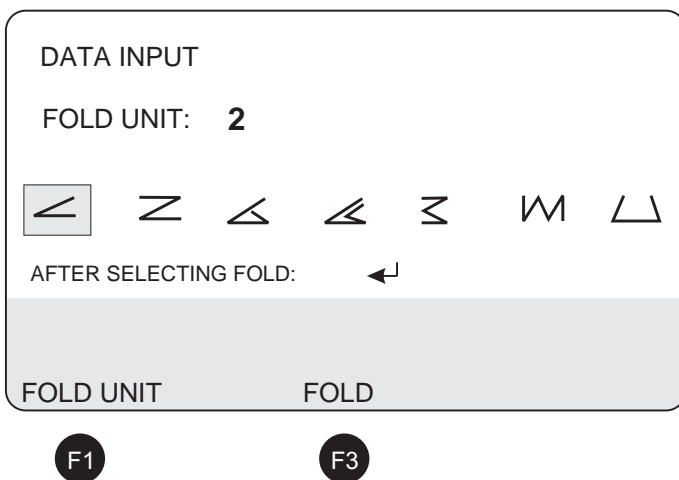 DATA INPUT
FOLD UNIT: 2
AFTER SELECTING FOLD:
FOLD UNIT FOLD
F1 F3